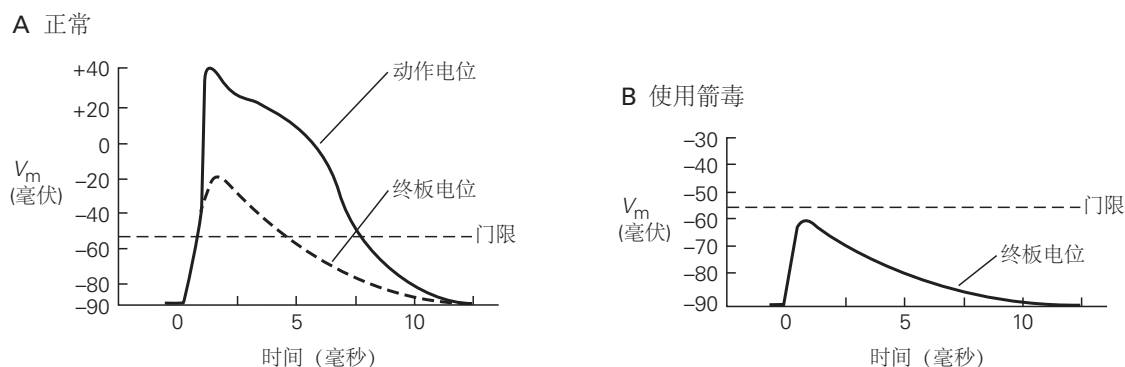 A 正常
+40
+20
0
–20
–40
–60
–80
–90
Vm
(毫伏)
动作电位
终板电位
门限
0 5 10
时间（毫秒）
B 使用箭毒
–30
–40
–50
–60
–70
–80
–90
Vm
(毫伏)
门限
终板电位
0 5 10
时间（毫秒）